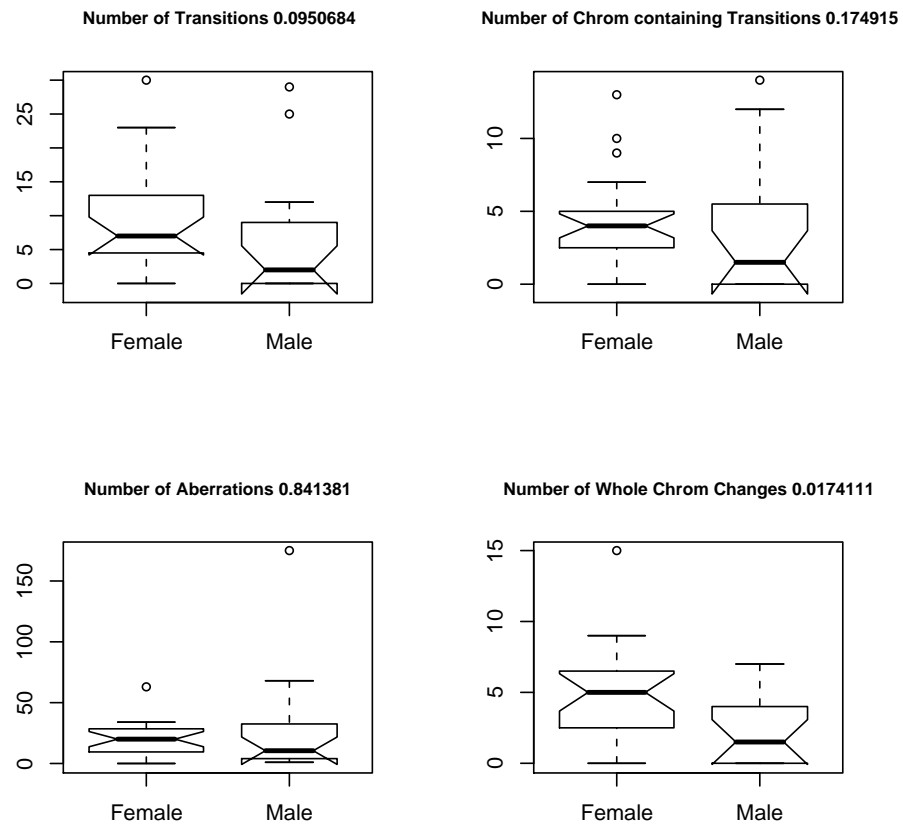 Number of Transitions 0.0950684
0
5
15
25
Female
Male
Number of Chrom containing Transitions 0.174915
0
5
10
Female
Male
Number of Aberrations 0.841381
0
50
100
150
Female
Male
Number of Whole Chrom Changes 0.0174111
0
5
10
15
Female
Male